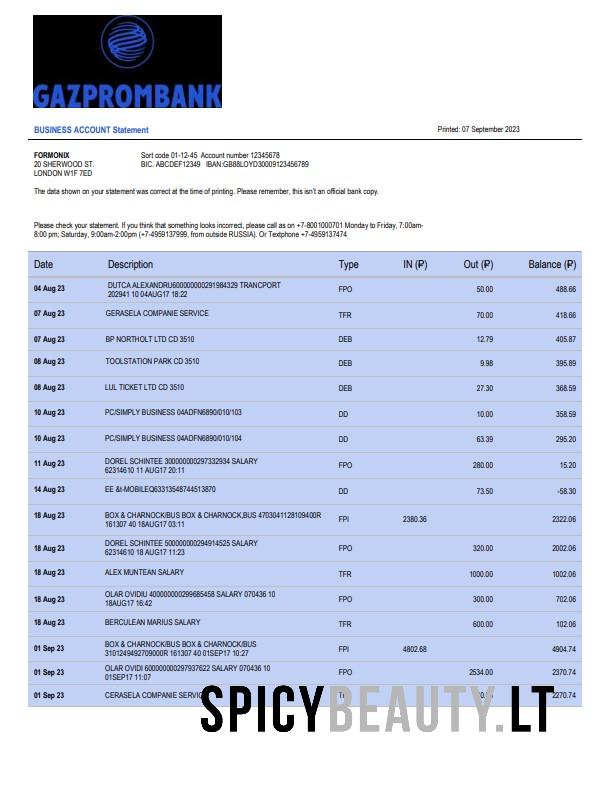 GAZPROMBANK
BUSINESS ACCOUNT Statement
Printed: 07 September 2023
FORMONIX
Sort code 01-12-45 Account number 12345678
20 SHERWOOD ST.
BIC. ABCDEF12349 IBAN:GB88LOYD30009123456789
LONDON W1F 7ED
The data shown on your statement was correct at the time of printing. Please remember, this isn't an official bank copy.
Please check your statement. If you think that something looks incorrect, please call as on +7-8001000701 Monday to Friday, 7:00am-
8:00 pm; Saturday, 9:00am-2:00pm (+7-4959137999, from outside RUSSIA). Or Textphone +7-4959137474
Date Description Type IN (₽) Out (₽) Balance (₽)
04 Aug 23 DUTCA ALEXANDRU600000000291984329 TRANCPORT FPO 50.00 488.66
202941 10 04AUG17 18:22
07 Aug 23 GERASELA COMPANIE SERVICE TFR 70.00 418.66
07 Aug 23 BP NORTHOLT LTD CD 3510 DEB 12.79 405.87
08 Aug 23 TOOLSTATION PARK CD 3510 DEB 9.98 395.89
08 Aug 23 LUL TICKET LTD CD 3510 DEB 27.30 368.59
10 Aug 23 PC/SIMPLY BUSINESS 04ADFN6890/010/103 DD 10.00 358.59
10 Aug 23 PC/SIMPLY BUSINESS 04ADFN6890/010/104 DD 63.39 295.20
11 Aug 23 DOREL SCHINTEE 300000000297332934 SALARY FPO 280.00 15.20
62314610 11 AUG17 20:11
14 Aug 23 EE &t-MOBILEQ63313548744513870 DD 73.50 -58.30
18 Aug 23 BOX & CHARNOCK/BUS BOX & CHARNOCK,BUS 4703041128109400R FPI 2380.36 2322.06
161307 40 18AUG17 03:11
18 Aug 23 DOREL SCHINTEE 500000000294914525 SALARY FPO 320.00 2002.06
62314610 18 AUG17 11:23
18 Aug 23 ALEX MUNTEAN SALARY TFR 1000.00 1002.06
18 Aug 23 OLAR OVIDIU 400000000299685458 SALARY 070436 10 FPO 300.00 702.06
18AUG17 16:42
18 Aug 23 BERCULEAN MARIUS SALARY TFR 600.00 102.06
01 Sep 23 BOX & CHARNOCK/BUS BOX & CHARNOCK/BUS FPI 4802.68 4904.74
3101249492709000R 161307 40 01SEP17 10:27
01 Sep 23 OLAR OVIDI 600000000297937622 SALARY 070436 10 FPO 2534.00 2370.74
01SEP17 11:07
01 Sep 23 CERASELA COMPANIE 2270.74
SPICYBEAUTY.LT